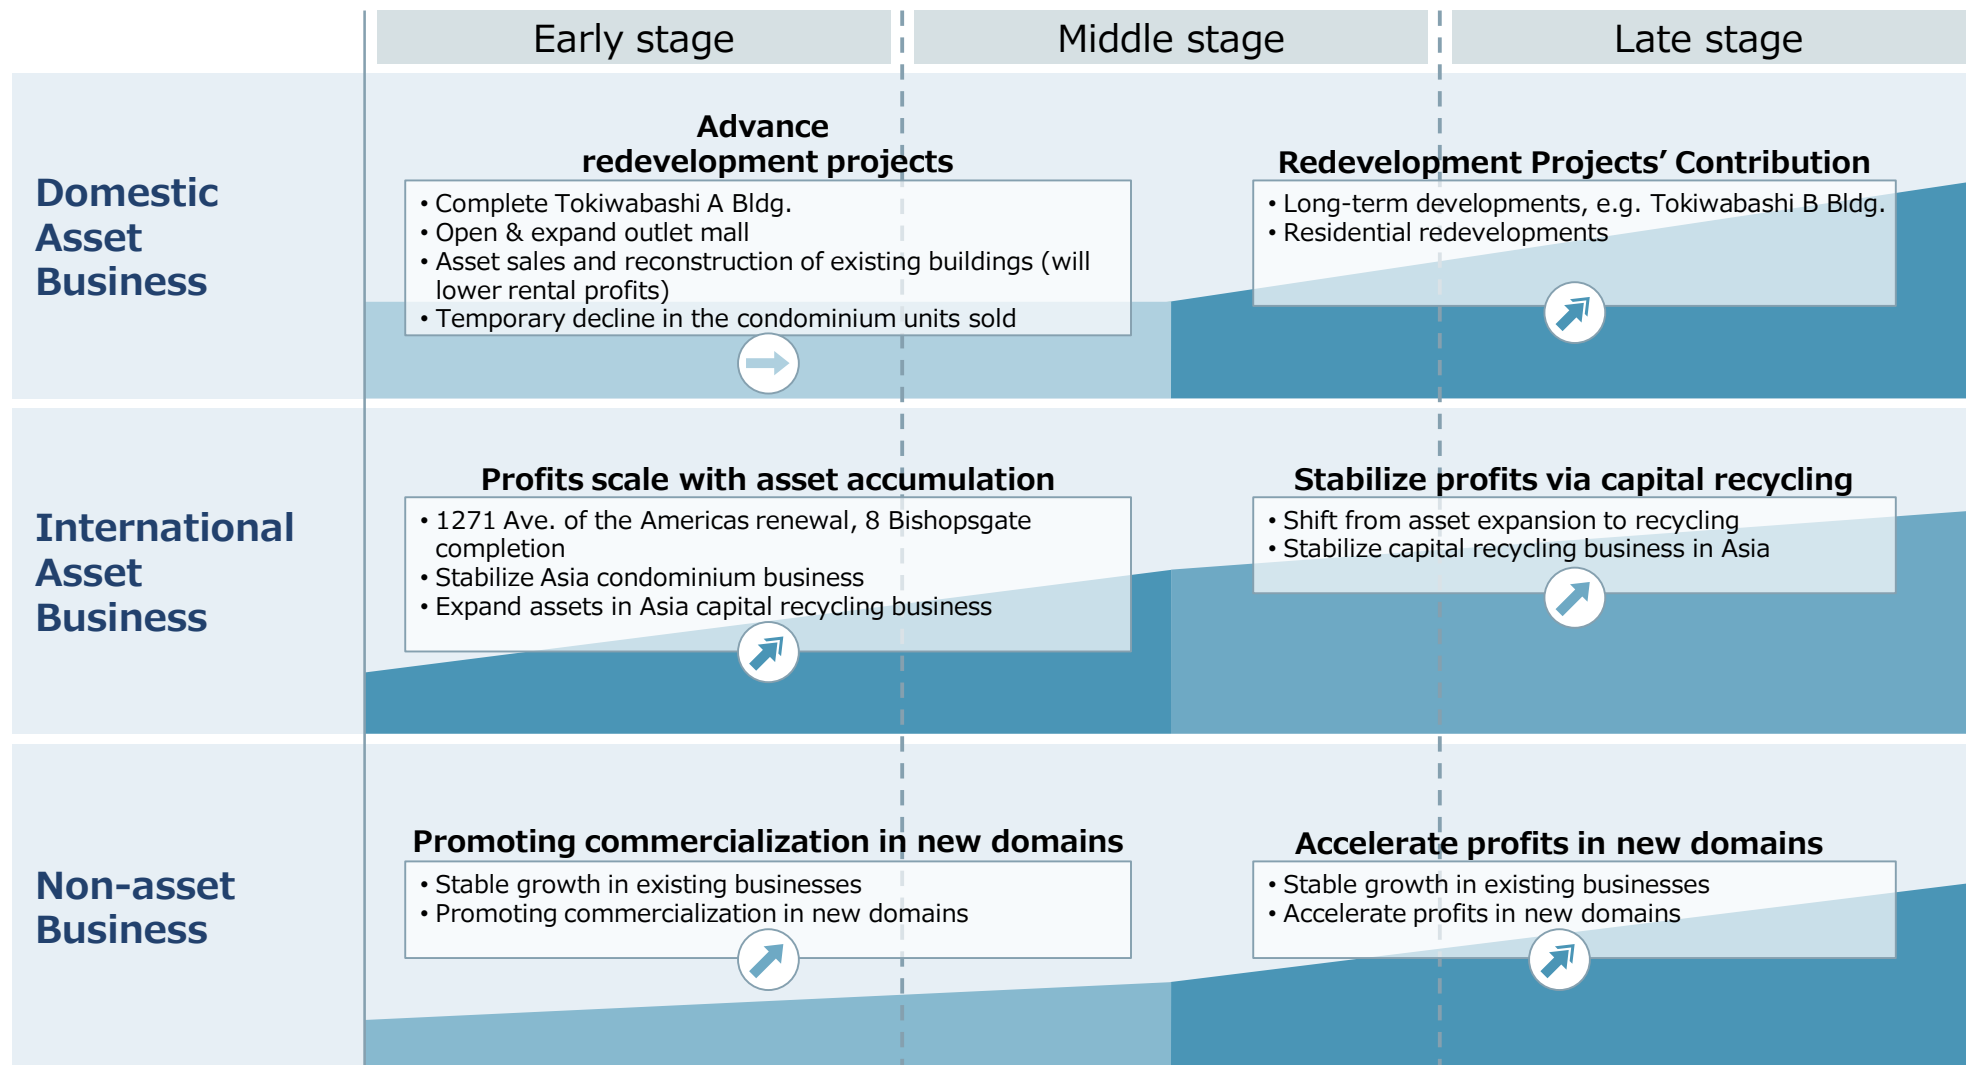 Early stage
Middle stage
Late stage
Domestic
Asset
Business
Advance
redevelopment projects
• Complete Tokiwabashi A Bldg.
• Open & expand outlet mall
• Asset sales and reconstruction of existing buildings (will
lower rental profits)
• Temporary decline in the condominium units sold
Redevelopment Projects’ Contribution
• Long-term developments, e.g. Tokiwabashi B Bldg.
• Residential redevelopments
International
Asset
Business
Profits scale with asset accumulation
• 1271 Ave. of the Americas renewal, 8 Bishopsgate
completion
• Stabilize Asia condominium business
• Expand assets in Asia capital recycling business
Stabilize profits via capital recycling
• Shift from asset expansion to recycling
• Stabilize capital recycling business in Asia
Non-asset
Business
Promoting commercialization in new domains
• Stable growth in existing businesses
• Promoting commercialization in new domains
Accelerate profits in new domains
• Stable growth in existing businesses
• Accelerate profits in new domains